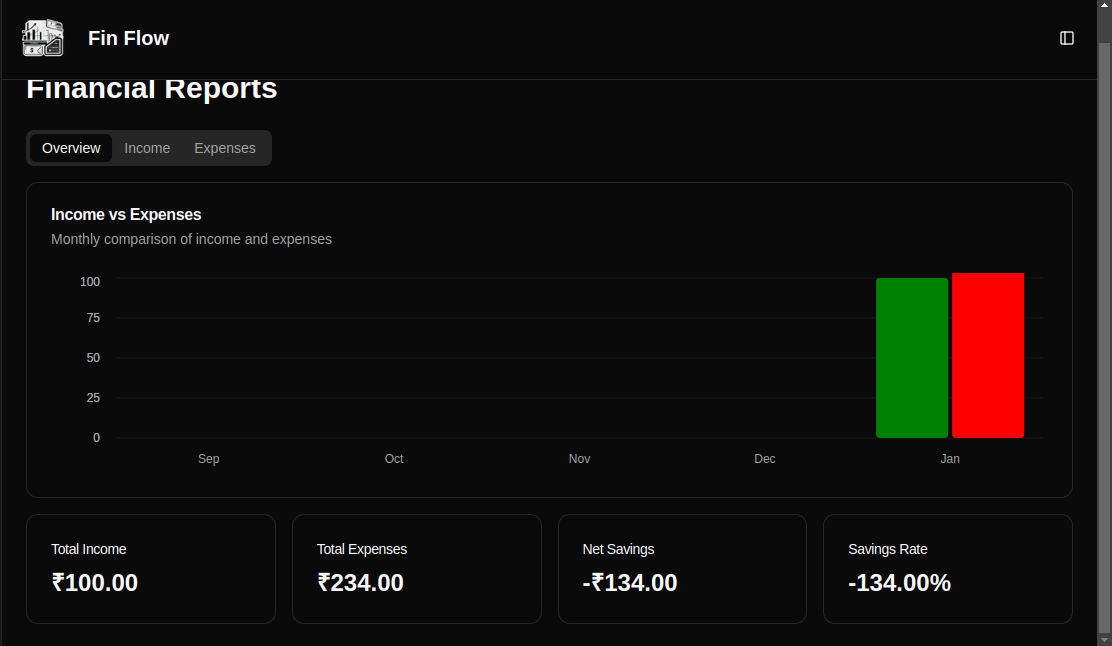 Fin Flow
Financial Reports
Overview Income Expenses
Income vs Expenses
Monthly comparison of income and expenses
100
75
50
25
0
Sep Oct Nov Dec Jan
Total Income
₹100.00
Total Expenses
₹234.00
Net Savings
-₹134.00
Savings Rate
-134.00%